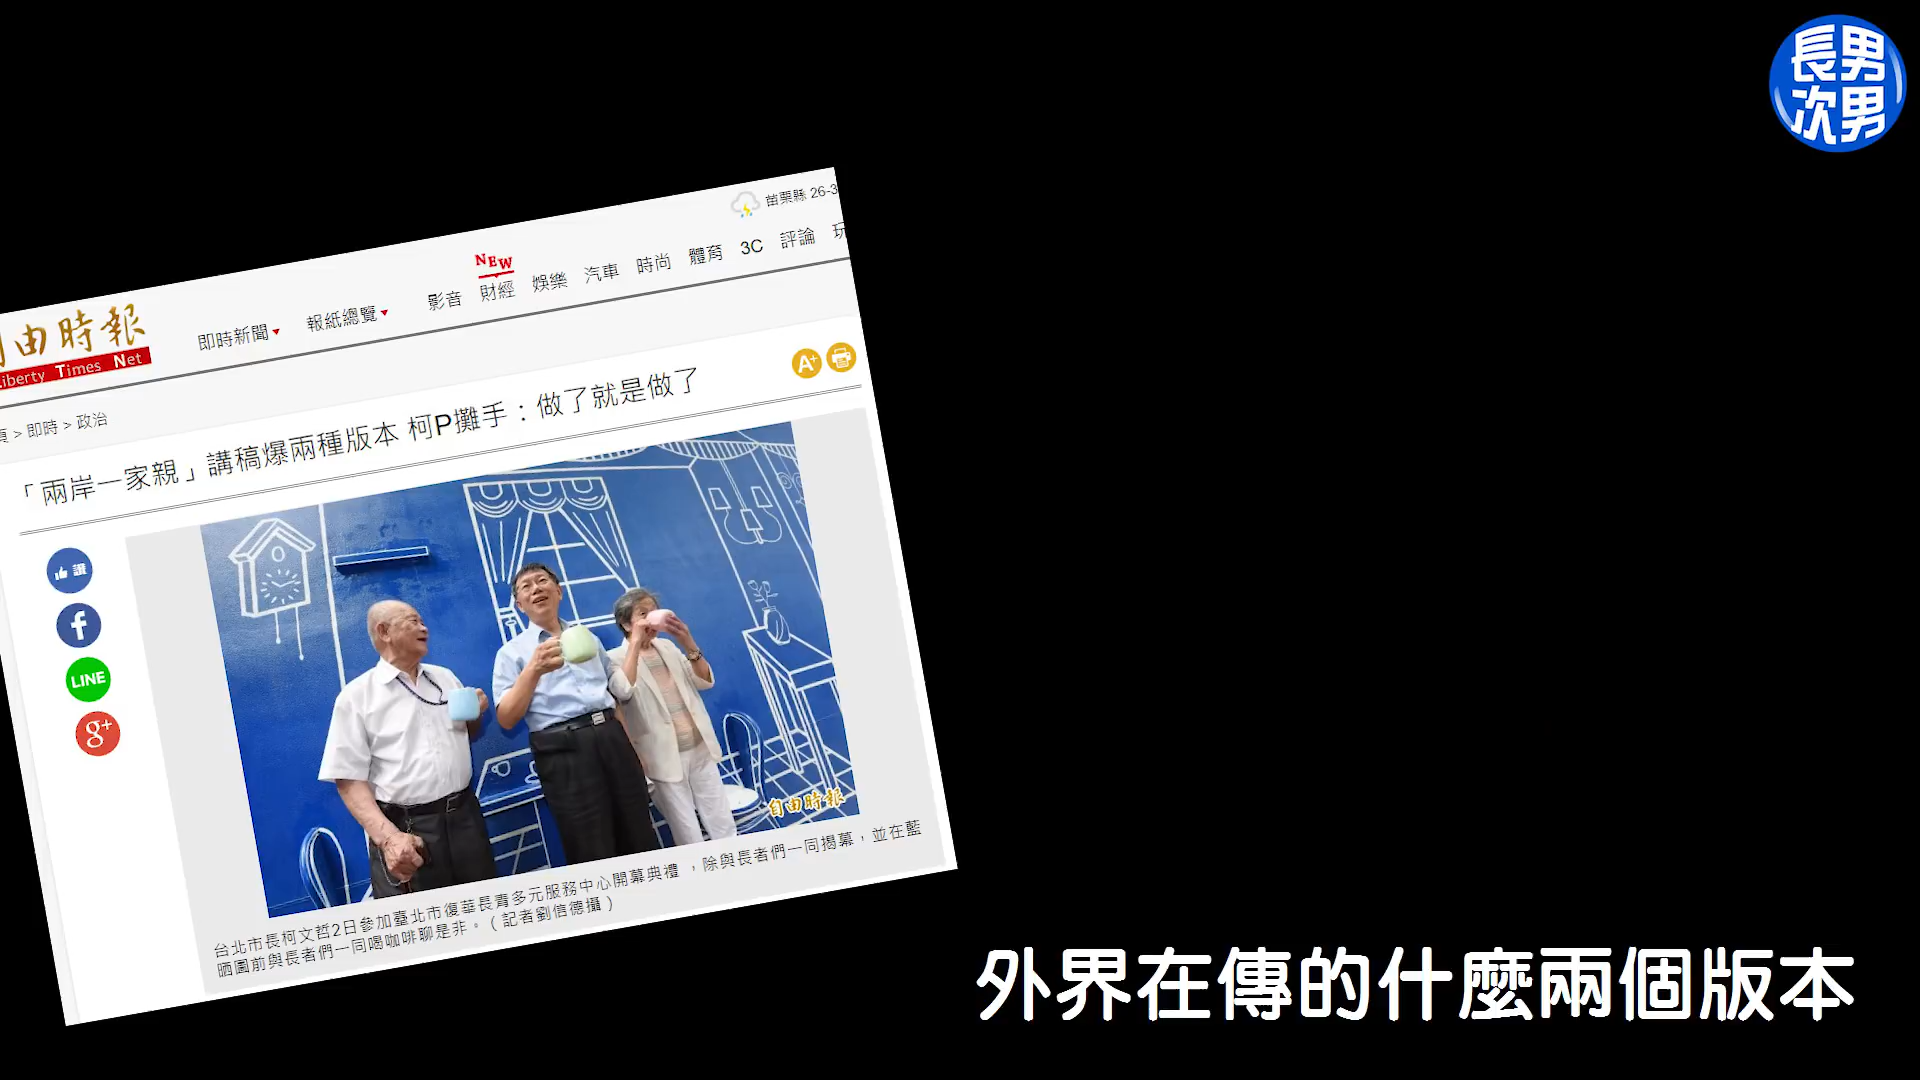 長男
次男
苗栗縣 26-3
由時報
Liberty Times Net
即時新聞
報紙總覽
影音
NEW
財經
娛樂
汽車
時尚
體育
3C
評論
玩
A+
> 即時 > 政治
「兩岸一家親」講稿爆兩種版本 柯P攤手：做了就是做了
讚
f
LINE
g+
自由時報
台北市長柯文哲2日參加臺北市復華長青多元服務中心開幕典禮，除與長者們一同揭幕，並在藍
晒圖前與長者們一同喝咖啡聊是非。（記者劉信德攝）
外界在傳的什麼兩個版本